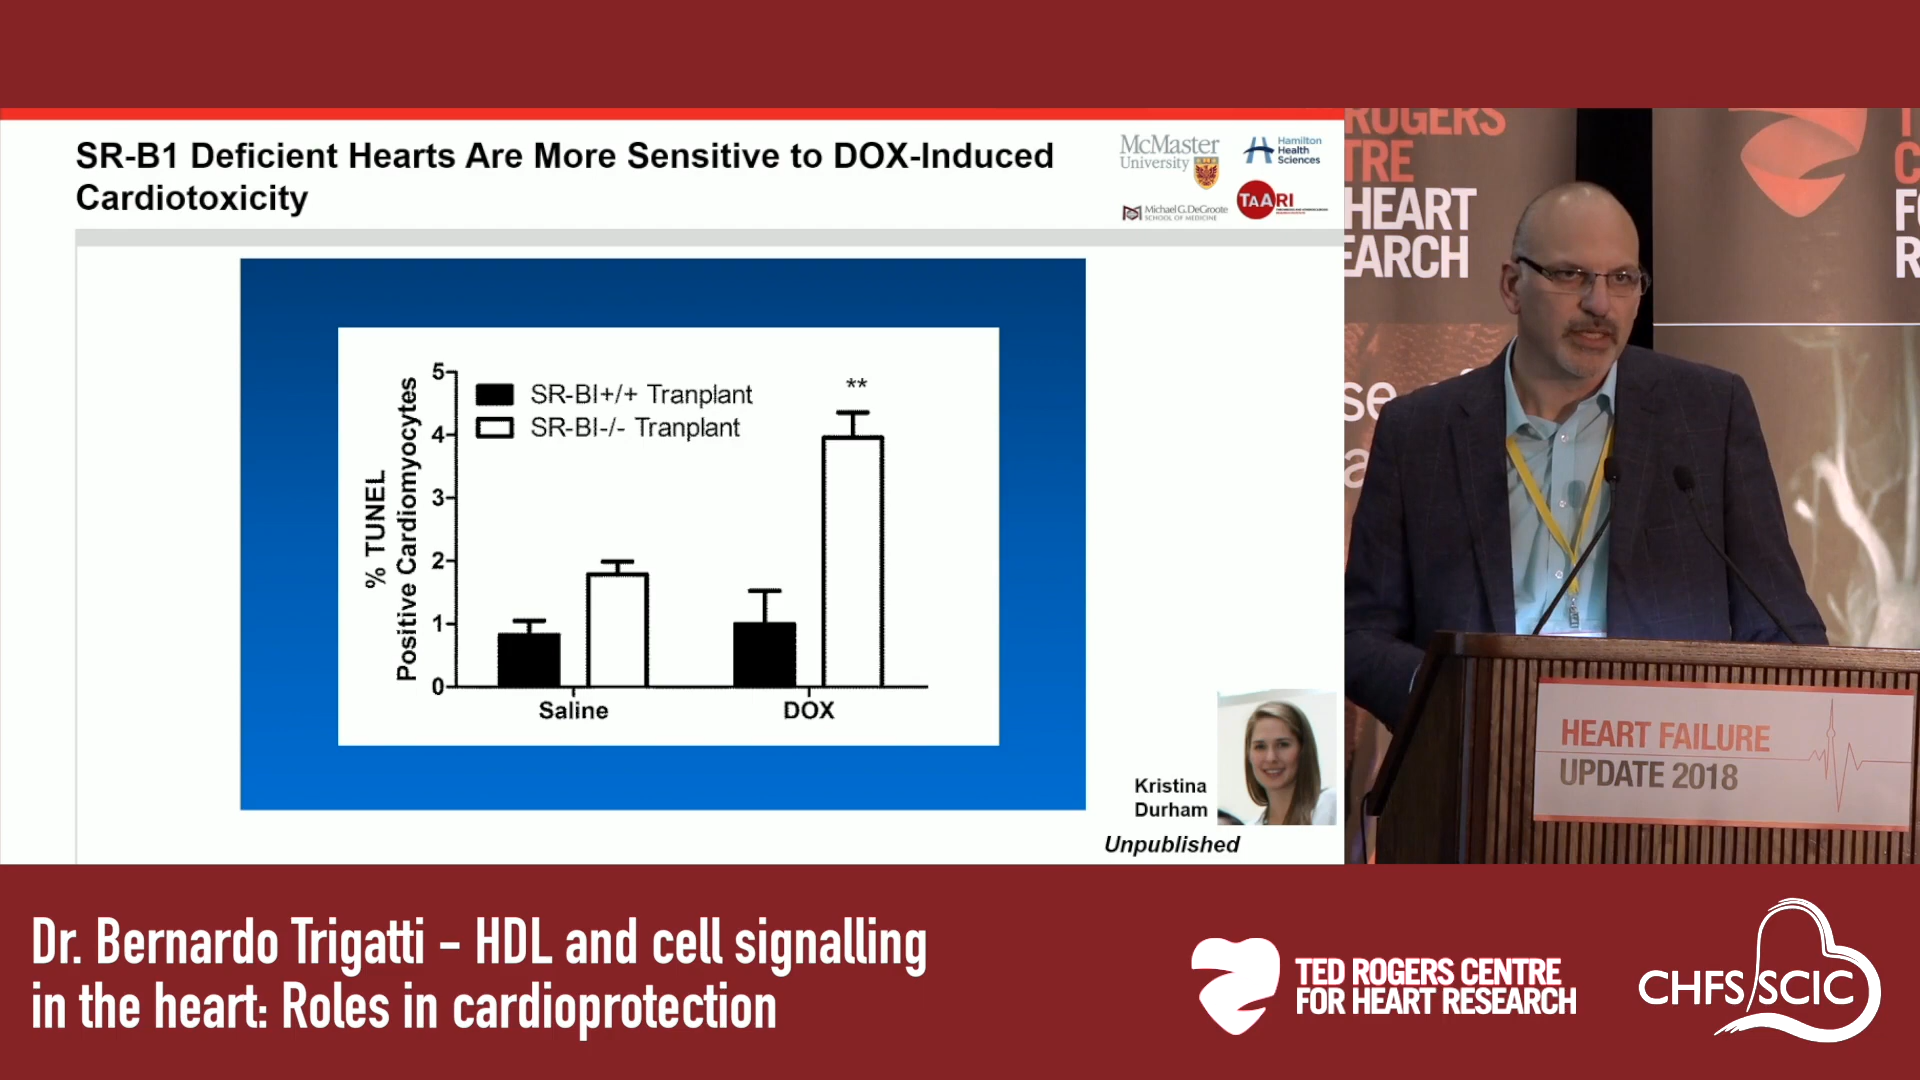 SR-B1 Deficient Hearts Are More Sensitive to DOX-Induced
Cardiotoxicity
McMaster
University
Hamilton
Health
Sciences
Michael G. DeGroote
SCHOOL OF MEDICINE
TAARI
% TUNEL
Positive Cardiomyocytes
5
4
3
2
1
0
SR-BI+/+ Tranplant
SR-BI-/- Tranplant
**
Saline
DOX
Kristina
Durham
Unpublished
ROGERS
TRE
HEART
EARCH
HEART FAILURE
UPDATE 2018
Dr. Bernardo Trigatti – HDL and cell signalling
in the heart: Roles in cardioprotection
TED ROGERS CENTRE
FOR HEART RESEARCH
CHFS/SCIC